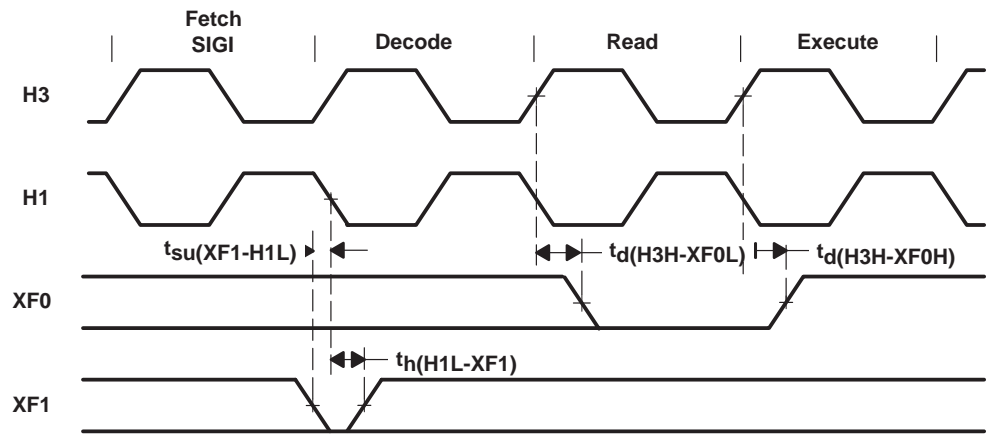 Fetch
SIGI
Decode
Read
Execute
H3
H1
tsu(XF1-H1L)
td(H3H-XF0L)
td(H3H-XF0H)
XF0
th(H1L-XF1)
XF1